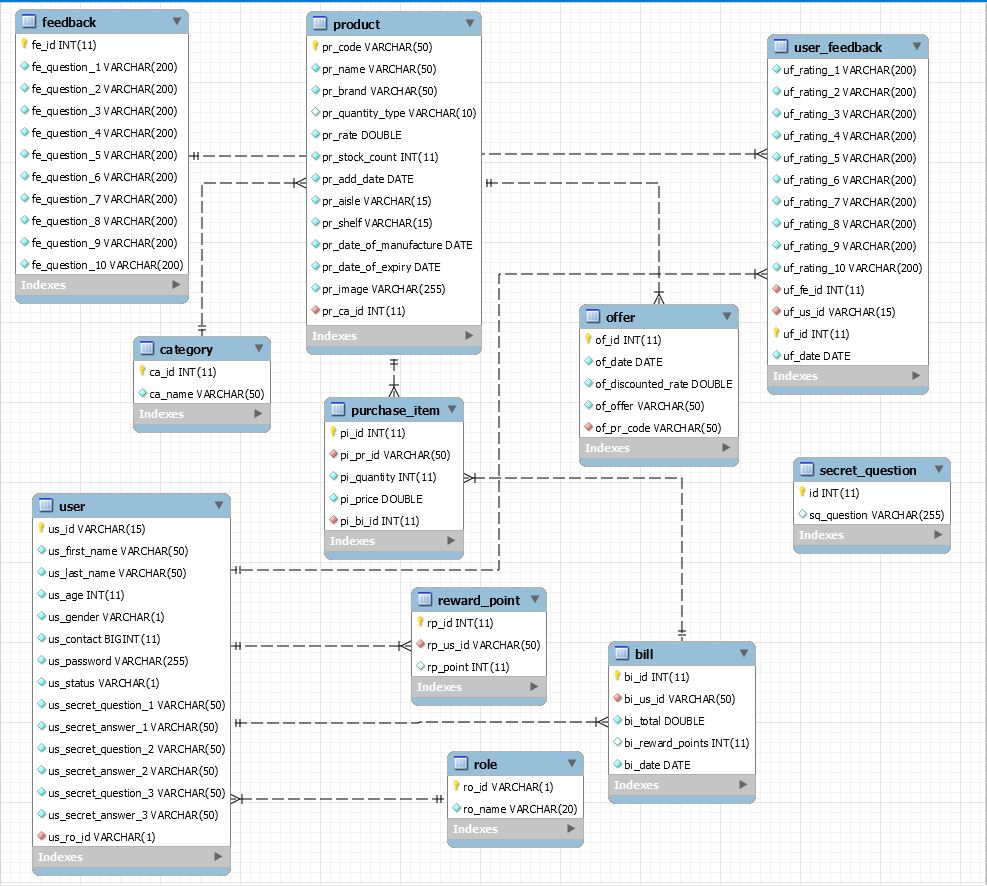 feedback
fe_id INT(11)
fe_question_1 VARCHAR(200)
fe_question_2 VARCHAR(200)
fe_question_3 VARCHAR(200)
fe_question_4 VARCHAR(200)
fe_question_5 VARCHAR(200)
fe_question_6 VARCHAR(200)
fe_question_7 VARCHAR(200)
fe_question_8 VARCHAR(200)
fe_question_9 VARCHAR(200)
fe_question_10 VARCHAR(200)
Indexes
product
pr_code VARCHAR(50)
pr_name VARCHAR(50)
pr_brand VARCHAR(50)
pr_quantity_type VARCHAR(10)
pr_rate DOUBLE
pr_stock_count INT(11)
pr_add_date DATE
pr_aisle VARCHAR(15)
pr_shelf VARCHAR(15)
pr_date_of_manufacture DATE
pr_date_of_expiry DATE
pr_image VARCHAR(255)
pr_ca_id INT(11)
Indexes
user_feedback
uf_rating_1 VARCHAR(200)
uf_rating_2 VARCHAR(200)
uf_rating_3 VARCHAR(200)
uf_rating_4 VARCHAR(200)
uf_rating_5 VARCHAR(200)
uf_rating_6 VARCHAR(200)
uf_rating_7 VARCHAR(200)
uf_rating_8 VARCHAR(200)
uf_rating_9 VARCHAR(200)
uf_rating_10 VARCHAR(200)
uf_fe_id INT(11)
uf_us_id VARCHAR(15)
uf_id INT(11)
uf_date DATE
Indexes
category
ca_id INT(11)
ca_name VARCHAR(50)
Indexes
offer
of_id INT(11)
of_date DATE
of_discounted_rate DOUBLE
of_offer VARCHAR(50)
of_pr_code VARCHAR(50)
Indexes
purchase_item
pi_id INT(11)
pi_pr_id VARCHAR(50)
pi_quantity INT(11)
pi_price DOUBLE
pi_bi_id INT(11)
Indexes
secret_question
id INT(11)
sq_question VARCHAR(255)
Indexes
user
us_id VARCHAR(15)
us_first_name VARCHAR(50)
us_last_name VARCHAR(50)
us_age INT(11)
us_gender VARCHAR(1)
us_contact BIGINT(11)
us_password VARCHAR(255)
us_status VARCHAR(1)
us_secret_question_1 VARCHAR(50)
us_secret_answer_1 VARCHAR(50)
us_secret_question_2 VARCHAR(50)
us_secret_answer_2 VARCHAR(50)
us_secret_question_3 VARCHAR(50)
us_secret_answer_3 VARCHAR(50)
us_ro_id VARCHAR(1)
Indexes
reward_point
rp_id INT(11)
rp_us_id VARCHAR(50)
rp_point INT(11)
Indexes
bill
bi_id INT(11)
bi_us_id VARCHAR(50)
bi_total DOUBLE
bi_reward_points INT(11)
bi_date DATE
Indexes
role
ro_id VARCHAR(1)
ro_name VARCHAR(20)
Indexes